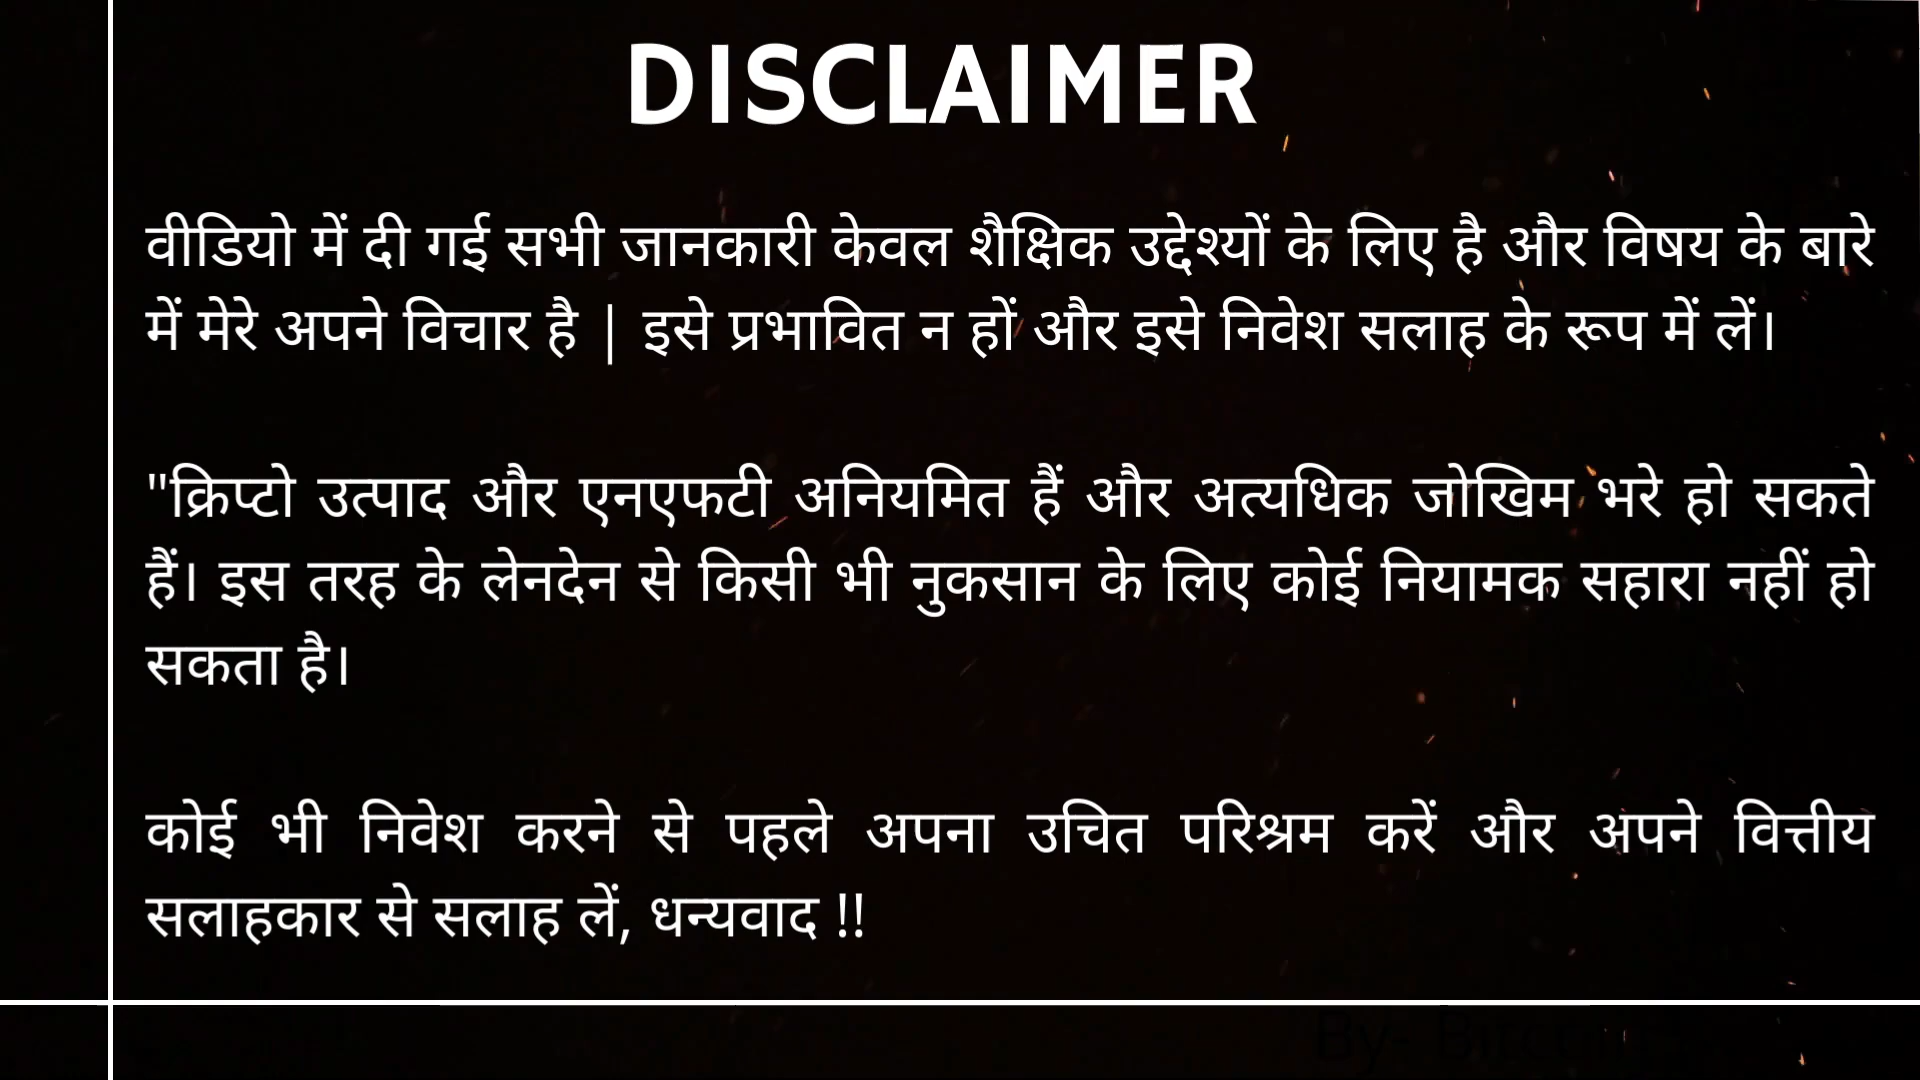 DISCLAIMER
वीडियो में दी गई सभी जानकारी केवल शैक्षिक उद्देश्यों के लिए है और विषय के बारे
में मेरे अपने विचार है | इसे प्रभावित न हों और इसे निवेश सलाह के रूप में लें।
"क्रिप्टो उत्पाद और एनएफटी अनियमित हैं और अत्यधिक जोखिम भरे हो सकते
हैं। इस तरह के लेनदेन से किसी भी नुकसान के लिए कोई नियामक सहारा नहीं हो
सकता है।
कोई भी निवेश करने से पहले अपना उचित परिश्रम करें और अपने वित्तीय
सलाहकार से सलाह लें, धन्यवाद !!
By-